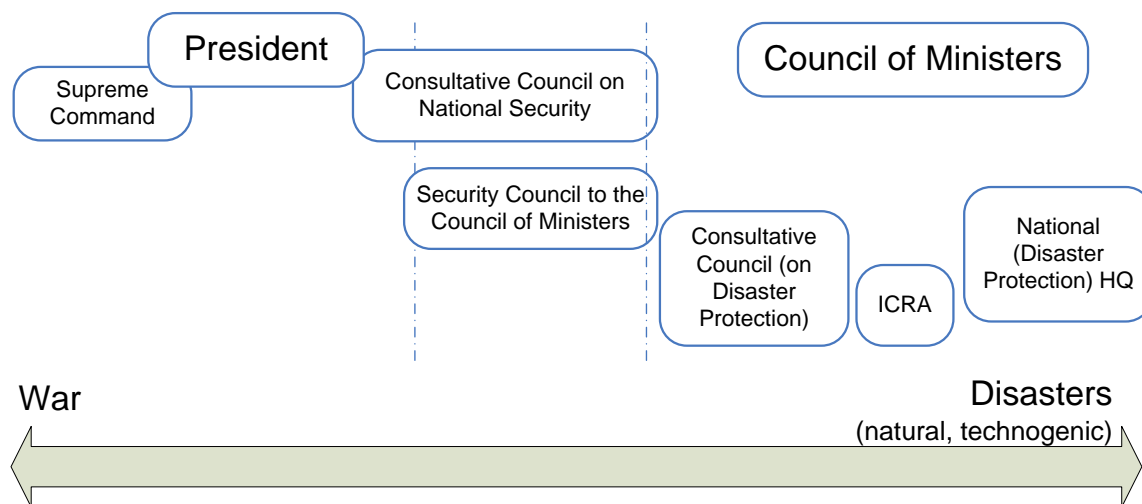 President
Supreme
Command
Consultative Council on
National Security
Council of Ministers
Security Council to the
Council of Ministers
Consultative
Council (on
Disaster
Protection)
ICRA
National
(Disaster
Protection) HQ
War
Disasters
(natural, technogenic)